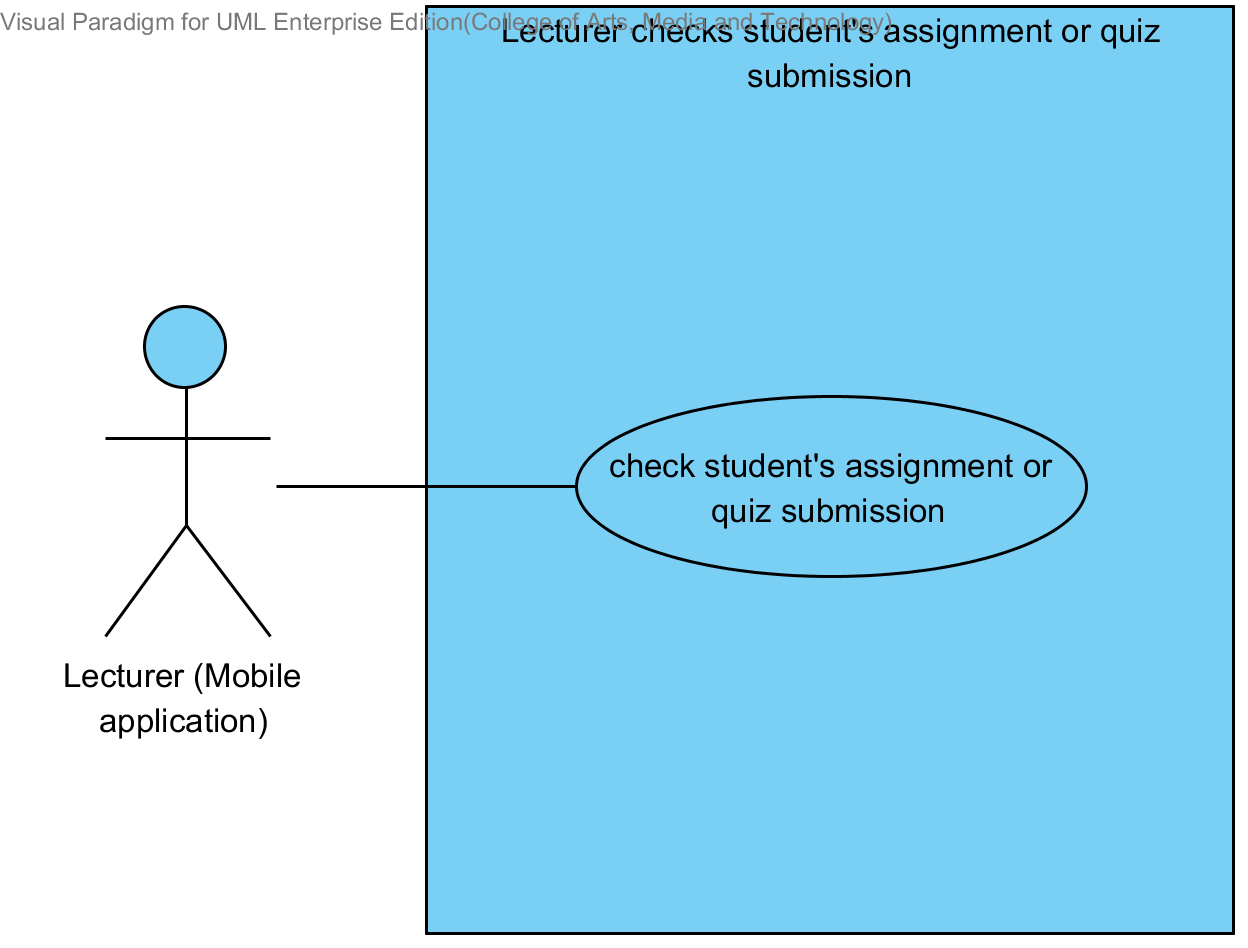 Visual Paradigm for UML Enterprise Edition(College of Arts, Media and Technology)
Lecturer checks student's assignment or quiz
submission
check student's assignment or
quiz submission
Lecturer (Mobile
application)